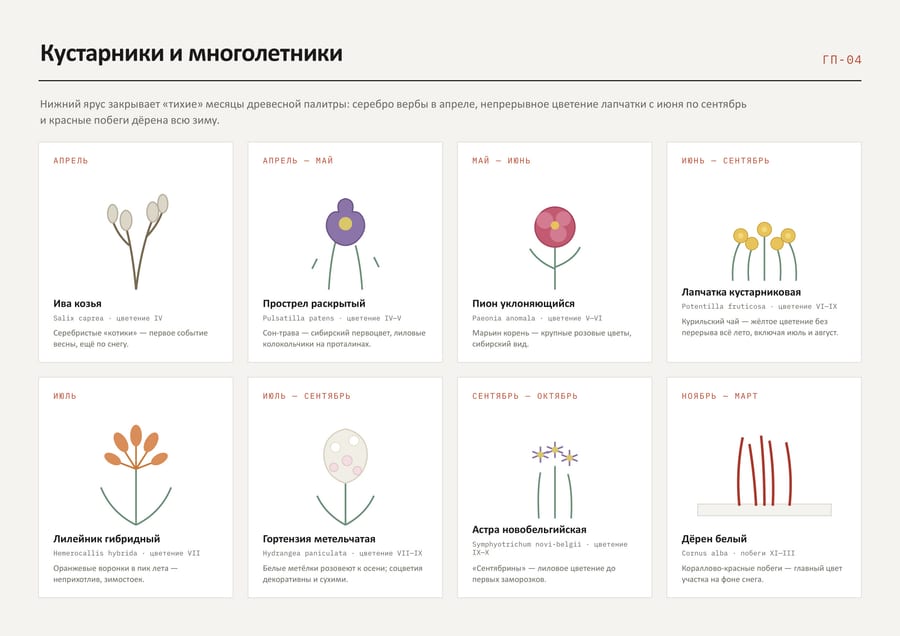 Кустарники и многолетники
ГП-04
Нижний ярус закрывает «тихие» месяцы древесной палитры: серебро вербы в апреле, непрерывное цветение лапчатки с июня по сентябрь
и красные побеги дёрена всю зиму.
АПРЕЛЬ
Ива козья
Salix caprea · цветение IV
Серебристые «котики» — первое событие
весны, ещё по снегу.
АПРЕЛЬ — МАЙ
Прострел раскрытый
Pulsatilla patens · цветение IV–V
Сон-трава — сибирский первоцвет, лиловые
колокольчики на проталинах.
МАЙ — ИЮНЬ
Пион уклоняющийся
Paeonia anomala · цветение V–VI
Марьин корень — крупные розовые цветы,
сибирский вид.
ИЮНЬ — СЕНТЯБРЬ
Лапчатка кустарниковая
Potentilla fruticosa · цветение VI–IX
Курильский чай — жёлтое цветение без
перерыва всё лето, включая июль и август.
ИЮЛЬ
Лилейник гибридный
Hemerocallis hybrida · цветение VII
Оранжевые воронки в пик лета —
неприхотлив, зимостоек.
ИЮЛЬ — СЕНТЯБРЬ
Гортензия метельчатая
Hydrangea paniculata · цветение VII–IX
Белые метёлки розовеют к осени; соцветия
декоративны и сухими.
СЕНТЯБРЬ — ОКТЯБРЬ
Астра новобельгийская
Symphyotrichum novi-belgii · цветение
IX–X
«Сентябрины» — лиловое цветение до
первых заморозков.
НОЯБРЬ — МАРТ
Дёрен белый
Cornus alba · побеги XI–III
Кораллово-красные побеги — главный цвет
участка на фоне снега.